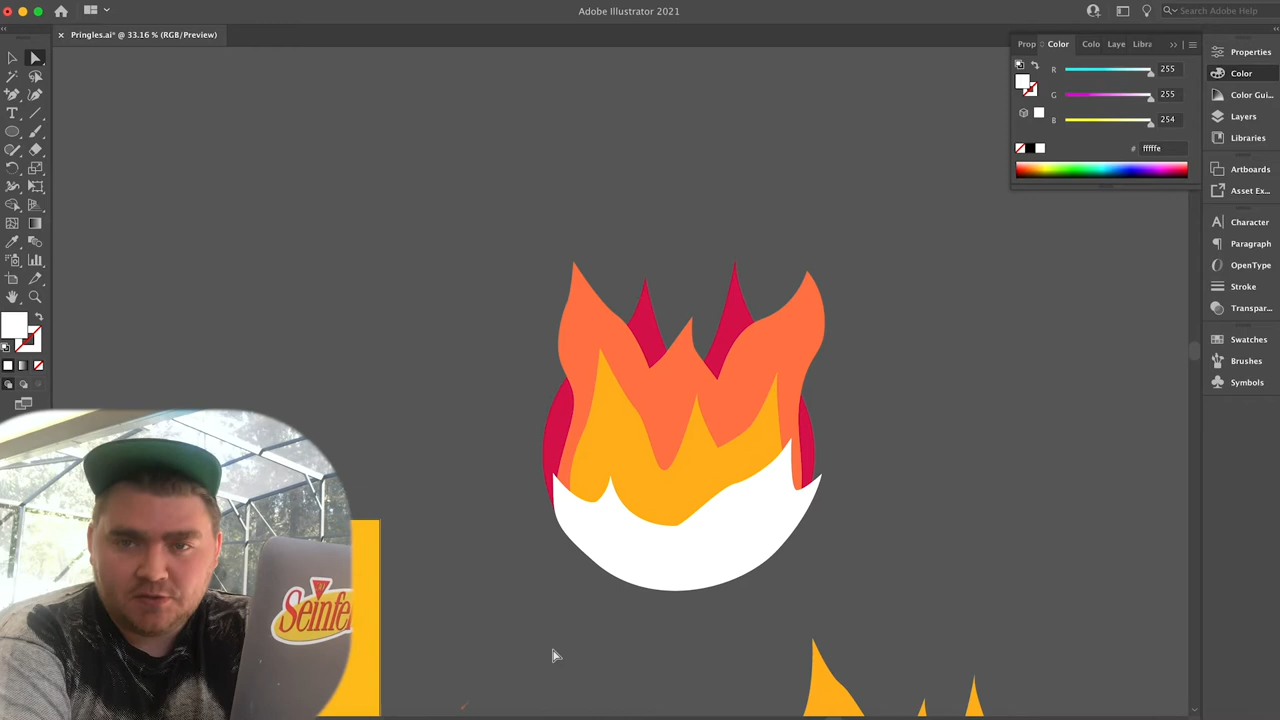 Adobe Illustrator 2021
Search Adobe Help
Pringles.ai* @ 33.16 % (RGB/Preview)
Prop
Color
Colo
Laye
Libra
R 255
G 255
B 254
# fffffe
Properties
Color
Color Gui...
Layers
Libraries
Artboards
Asset Ex...
Character
Paragraph
OpenType
Stroke
Transpar...
Swatches
Brushes
Symbols
Seinfe